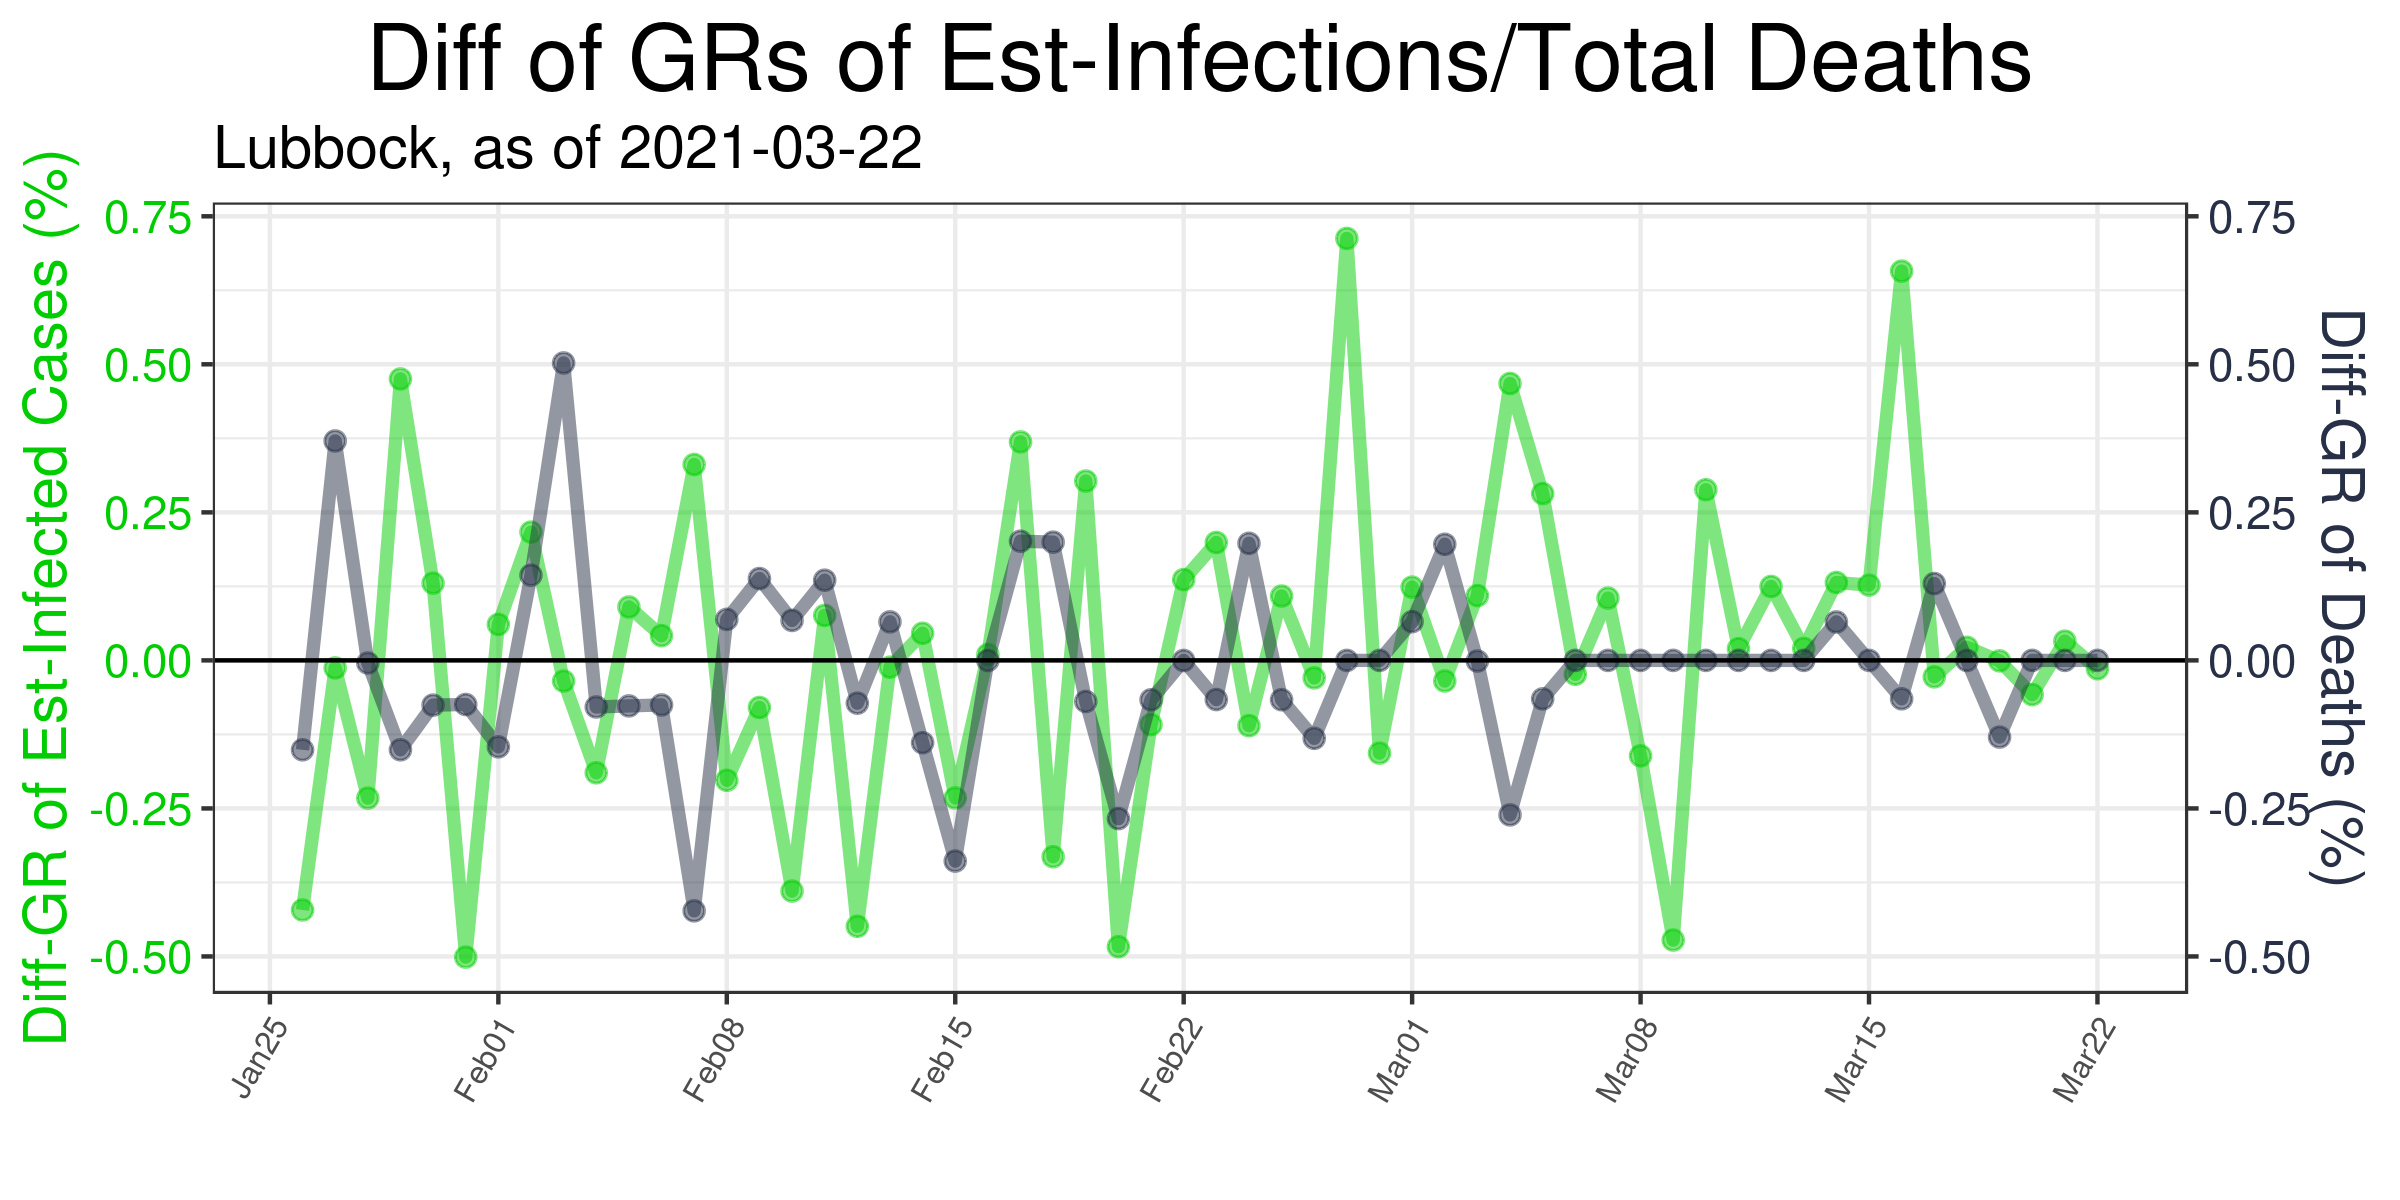 Diff of GRs of Est-Infections/Total Deaths
Lubbock, as of 2021-03-22
Diff-GR of Est-Infected Cases (%)
0.75
0.50
0.25
0.00
-0.25
-0.50
0.75
0.50
0.25
0.00
-0.25
-0.50
Diff-GR of Deaths (%)
Jan25
Feb01
Feb08
Feb15
Feb22
Mar01
Mar08
Mar15
Mar22